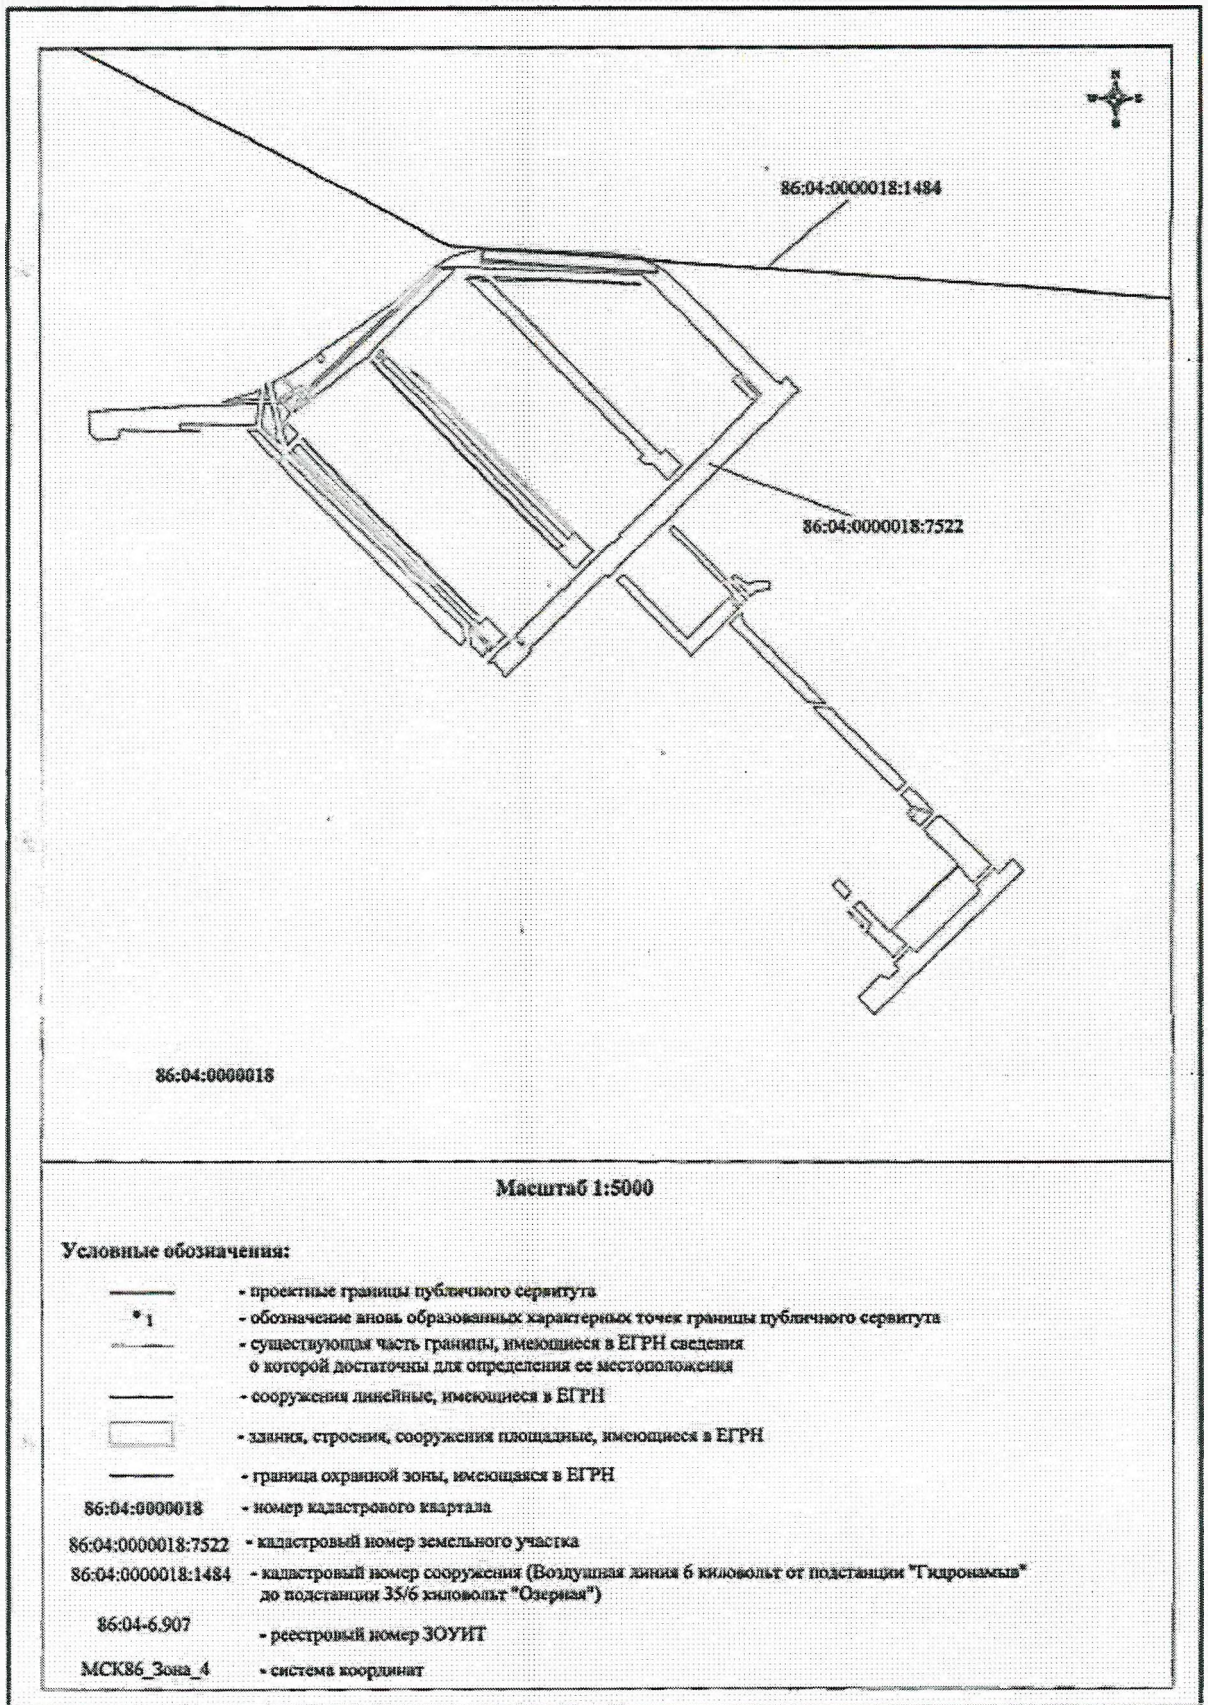 N
86:04:0000018:1484
86:04:0000018:7522
86:04:0000018
Масштаб 1:5000
Условные обозначения:
- проектные границы публичного сервитута
1 - обозначение вновь образованных характерных точек границы публичного сервитута
- существующая часть границы, имеющиеся в ЕГРН сведения
о которой достаточны для определения ее местоположения
- сооружения линейные, имеющиеся в ЕГРН
- здания, строения, сооружения площадные, имеющиеся в ЕГРН
- граница охранной зоны, имеющаяся в ЕГРН
86:04:0000018 - номер кадастрового квартала
86:04:0000018:7522 - кадастровый номер земельного участка
86:04:0000018:1484 - кадастровый номер сооружения (Воздушная линия 6 киловольт от подстанции "Гидронамыв"
до подстанции 35/6 киловольт "Озерная")
86:04-6.907 - реестровый номер ЗОУИТ
МСК86_Зона_4 - система координат